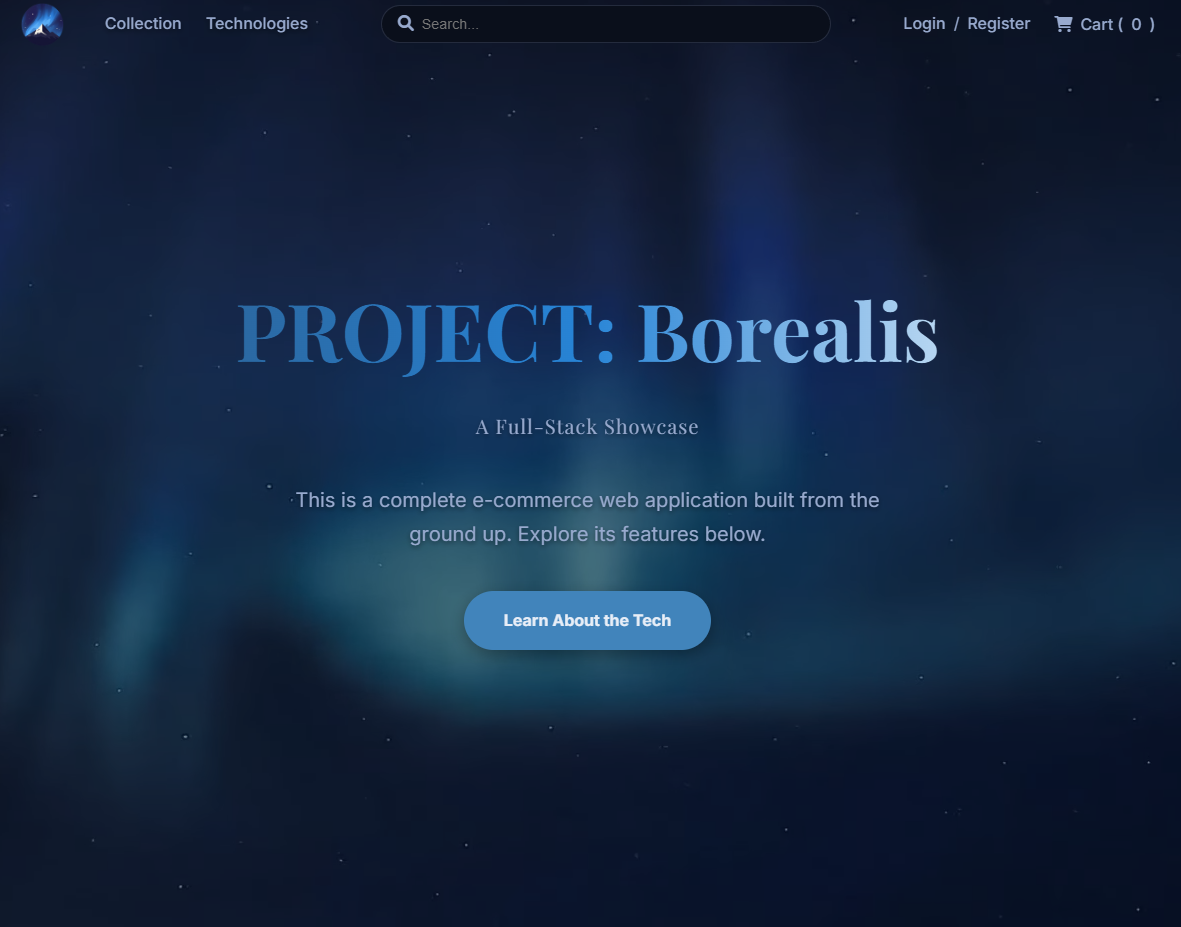 Collection
Technologies
Search...
Login / Register
Cart ( 0 )
PROJECT: Borealis
A Full-Stack Showcase
This is a complete e-commerce web application built from the
ground up. Explore its features below.
Learn About the Tech